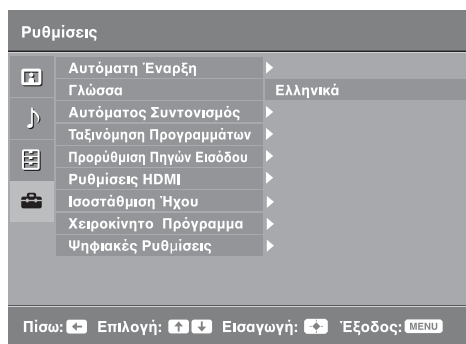 Ρυθμίσεις
Αυτόματη Έναρξη
Γλώσσα Ελληνικά
Αυτόματος Συντονισμός
Ταξινόμηση Προγραμμάτων
Προρύθμιση Πηγών Εισόδου
Ρυθμίσεις HDMI
Ισοστάθμιση Ήχου
Χειροκίνητο Πρόγραμμα
Ψηφιακές Ρυθμίσεις
Πίσω: Επιλογή: Εισαγωγή: Έξοδος: MENU